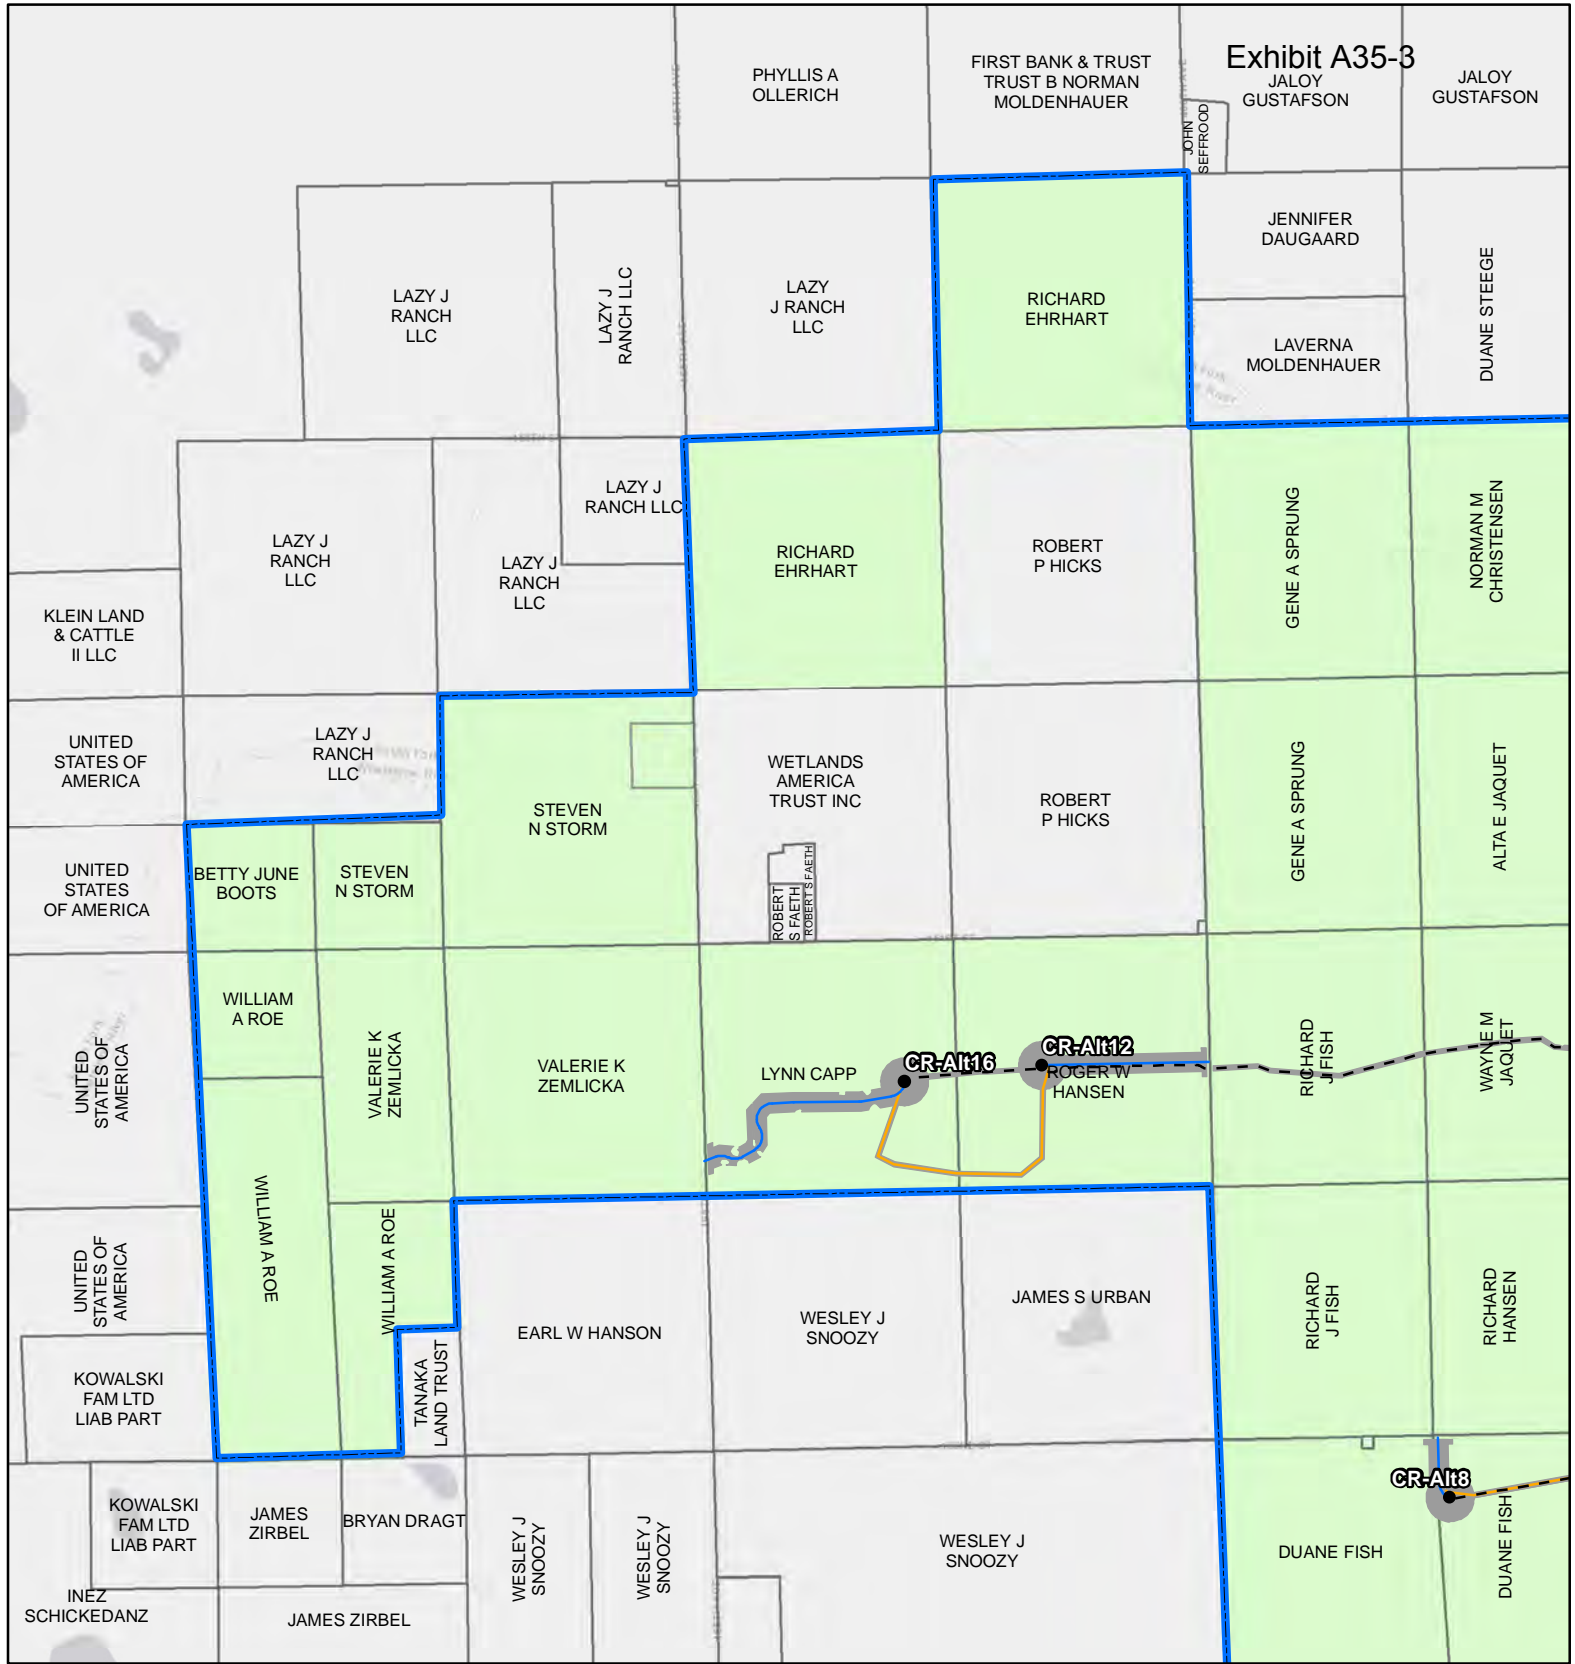 Exhibit A35-3
PHYLLIS A
OLLERICH
FIRST BANK & TRUST
TRUST B NORMAN
MOLDENHAUER
JALOY
GUSTAFSON
JALOY
GUSTAFSON
JOHN
SEFFROOD
LAZY J
RANCH
LLC
LAZY J
RANCH LLC
LAZY
J RANCH
LLC
RICHARD
EHRHART
JENNIFER
DAUGAARD
LAVERNA
MOLDENHAUER
DUANE STEEGE
LAZY J
RANCH
LLC
LAZY J
RANCH
LLC
LAZY J
RANCH LLC
RICHARD
EHRHART
ROBERT
P HICKS
GENE A SPRUNG
NORMAN M
CHRISTENSEN
KLEIN LAND
& CATTLE
II LLC
UNITED
STATES OF
AMERICA
LAZY J
RANCH
LLC
STEVEN
N STORM
WETLANDS
AMERICA
TRUST INC
ROBERT
P HICKS
GENE A SPRUNG
ALTA E JAQUET
UNITED
STATES
OF AMERICA
BETTY JUNE
BOOTS
STEVEN
N STORM
ROBERT
S FAETH
ROBERT S FAETH
UNITED
STATES OF
AMERICA
WILLIAM
A ROE
VALERIE K
ZEMLICKA
VALERIE K
ZEMLICKA
LYNN CAPP
CR-Alt16
CR-Alt12
ROGER W
HANSEN
RICHARD
J FISH
WAYNE M
JAQUET
UNITED
STATES OF
AMERICA
WILLIAM A ROE
WILLIAM A ROE
TANAKA
LAND TRUST
EARL W HANSON
WESLEY J
SNOOZY
JAMES S URBAN
RICHARD
J FISH
RICHARD
HANSEN
KOWALSKI
FAM LTD
LIAB PART
KOWALSKI
FAM LTD
LIAB PART
JAMES
ZIRBEL
BRYAN DRAGT
WESLEY J
SNOOZY
WESLEY J
SNOOZY
WESLEY J
SNOOZY
CR-Alt8
DUANE FISH
DUANE FISH
INEZ
SCHICKEDANZ
JAMES ZIRBEL